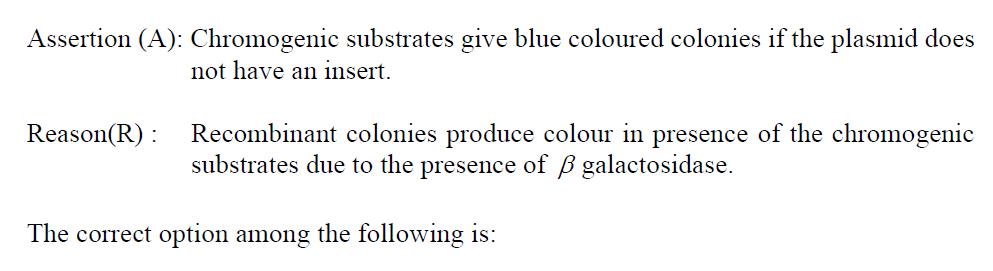 Assertion (A): Chromogenic substrates give blue coloured colonies if the plasmid does
not have an insert.
Reason(R) : Recombinant colonies produce colour in presence of the chromogenic
substrates due to the presence of β galactosidase.
The correct option among the following is: